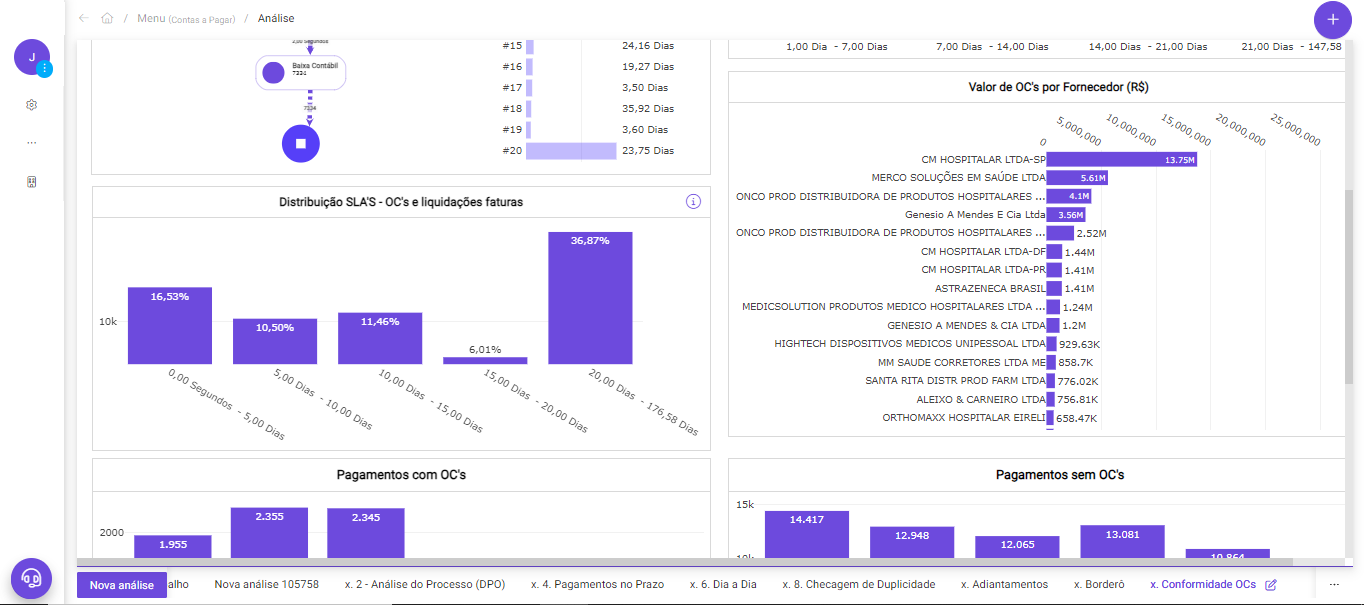 Menu (Contas a Pagar) / Análise
J
Baixa Contábil
7331
7334
#15 24,16 Dias
#16 19,27 Dias
#17 3,50 Dias
#18 35,92 Dias
#19 3,60 Dias
#20 23,75 Dias
1,00 Dia - 7,00 Dias
7,00 Dias - 14,00 Dias
14,00 Dias - 21,00 Dias
21,00 Dias - 147,58
Valor de OC's por Fornecedor (R$)
0
5,000,000
10,000,000
15,000,000
20,000,000
25,000,000
CM HOSPITALAR LTDA-SP 13.75M
MERCO SOLUÇÕES EM SAÚDE LTDA 5.61M
ONCO PROD DISTRIBUIDORA DE PRODUTOS HOSPITALARES ... 4.1M
Genesio A Mendes E Cia Ltda 3.56M
ONCO PROD DISTRIBUIDORA DE PRODUTOS HOSPITALARES ... 2.52M
CM HOSPITALAR LTDA-DF 1.44M
CM HOSPITALAR LTDA-PR 1.41M
ASTRAZENECA BRASIL 1.41M
MEDICSOLUTION PRODUTOS MEDICO HOSPITALARES LTDA ... 1.24M
GENESIO A MENDES & CIA LTDA 1.2M
HIGHTECH DISPOSITIVOS MEDICOS UNIPESSOAL LTDA 929.63K
MM SAUDE CORRETORES LTDA ME 858.7K
SANTA RITA DISTR PROD FARM LTDA 776.02K
ALEIXO & CARNEIRO LTDA 756.81K
ORTHOMAXX HOSPITALAR EIRELI 658.47K
Distribuição SLA'S - OC's e liquidações faturas
10k
16,53%
10,50%
11,46%
6,01%
36,87%
0,00 Segundos - 5,00 Dias
5,00 Dias - 10,00 Dias
10,00 Dias - 15,00 Dias
15,00 Dias - 20,00 Dias
20,00 Dias - 176,58 Dias
Pagamentos com OC's
2000
1.955
2.355
2.345
Pagamentos sem OC's
15k
10k
14.417
12.948
12.065
13.081
10.864
Nova análise
alho
Nova análise 105758
x. 2 - Análise do Processo (DPO)
x. 4. Pagamentos no Prazo
x. 6. Dia a Dia
x. 8. Checagem de Duplicidade
x. Adiantamentos
x. Borderô
x. Conformidade OCs
...